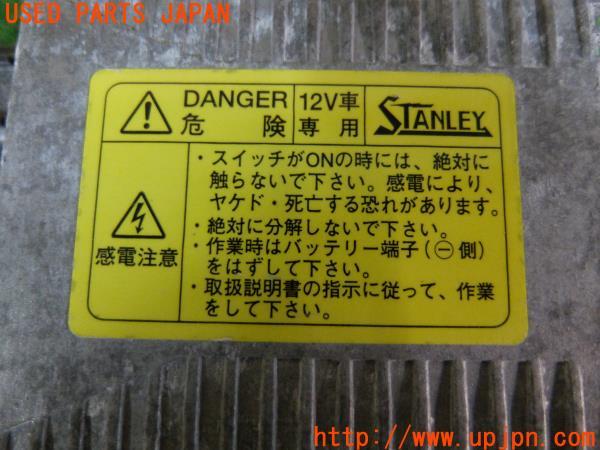 USED PARTS JAPAN
DANGER 12V車 STANLEY
危険 専用
・スイッチがONの時には、絶対に
触らないで下さい。感電により、
ヤケド・死亡する恐れがあります。
・絶対に分解しないで下さい。
・作業時はバッテリー端子(⊖側)
をはずして下さい。
・取扱説明書の指示に従って、作業
をして下さい。
感電注意
http://www.upjpn.com/